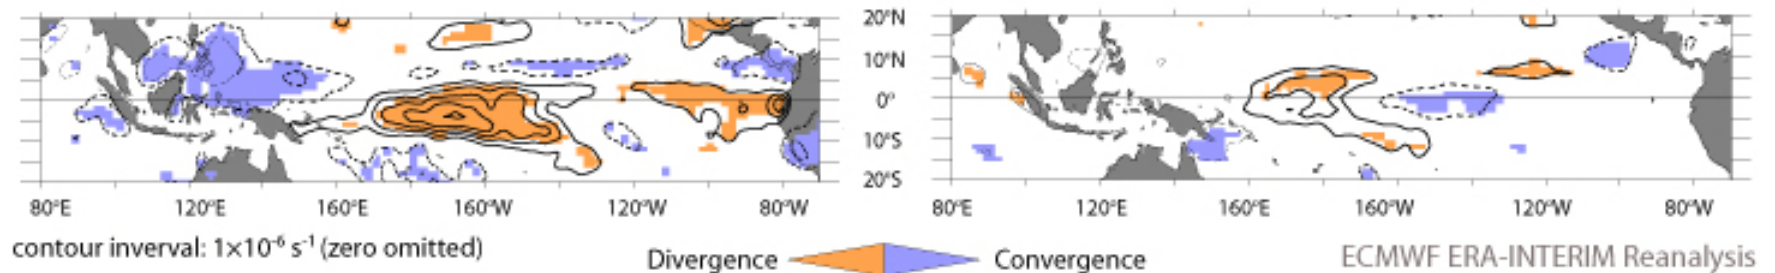 20°N
10°N
0°
10°S
20°S
80°E 120°E 160°E 160°W 120°W 80°W
80°E 120°E 160°E 160°W 120°W 80°W
contour inverval: 1×10⁻⁶ s⁻¹ (zero omitted)
Divergence Convergence
ECMWF ERA-INTERIM Reanalysis